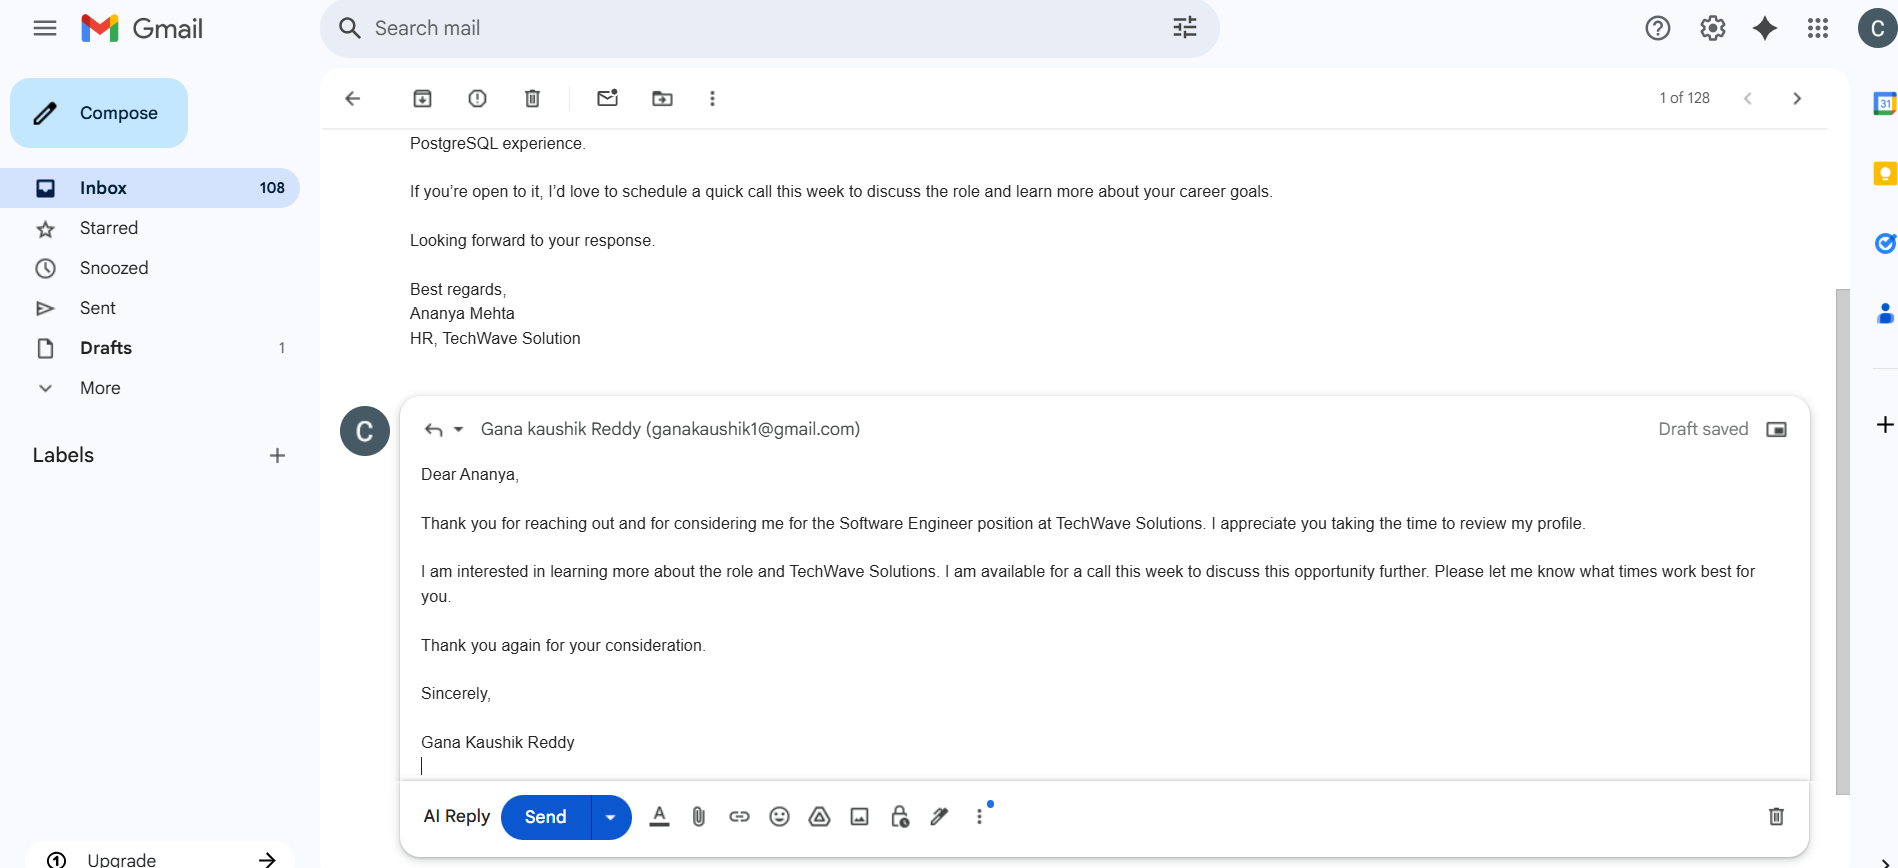 Gmail
Search mail
C
Compose
1 of 128
31
Inbox 108
Starred
Snoozed
Sent
Drafts 1
More
Labels
Upgrade
PostgreSQL experience.
If you’re open to it, I’d love to schedule a quick call this week to discuss the role and learn more about your career goals.
Looking forward to your response.
Best regards,
Ananya Mehta
HR, TechWave Solution
C
Gana kaushik Reddy (ganakaushik1@gmail.com)
Draft saved
Dear Ananya,
Thank you for reaching out and for considering me for the Software Engineer position at TechWave Solutions. I appreciate you taking the time to review my profile.
I am interested in learning more about the role and TechWave Solutions. I am available for a call this week to discuss this opportunity further. Please let me know what times work best for
you.
Thank you again for your consideration.
Sincerely,
Gana Kaushik Reddy
AI Reply Send